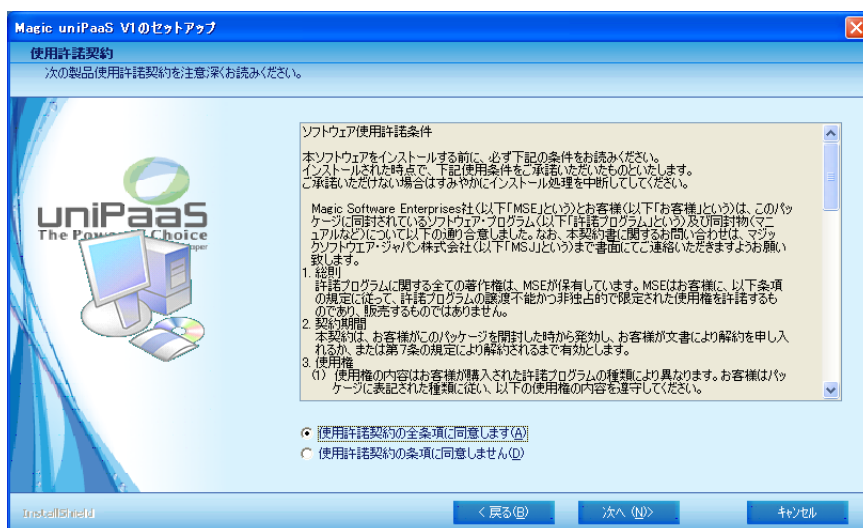 Magic uniPaaS V1のセットアップ
使用許諾契約
次の製品使用許諾契約を注意深くお読みください。
ソフトウェア使用許諾条件
本ソフトウェアをインストールする前に、必ず下記の条件をお読みください。
インストールされた時点で、下記使用条件をご承諾いただいたものといたします。
ご承諾いただけない場合はすみやかにインストール処理を中断してしてください。
Magic Software Enterprises社(以下「MSE」という)とお客様(以下「お客様」という)は、このパッ
ケージに同封されているソフトウェア・プログラム(以下「許諾プログラム」という)及び同封物(マニ
ュアルなど)について以下の通り合意しました。なお、本契約書に関するお問い合わせは、マジッ
クソフトウエア・ジャパン株式会社(以下「MSJ」という)まで書面にてご連絡いただきますようお願い
致します。
1. 総則
許諾プログラムに関する全ての著作権は、MSEが保有しています。MSEはお客様に、以下条項
の規定に従って、許諾プログラムの譲渡不能かつ非独占的で限定された使用権を許諾するも
のであり、販売するものではありません。
2. 契約期間
本契約は、お客様がこのパッケージを開封した時から発効し、お客様が文書により解約を申し入
れるか、または第7条の規定により解約されるまで有効とします。
3. 使用権
(1) 使用権の内容はお客様が購入された許諾プログラムの種類により異なります。お客様はパッ
ケージに表記された種類に従い、以下の使用権の内容を遵守してください。
uniPaaS
The Power Choice
使用許諾契約の全条項に同意します(A)
使用許諾契約の条項に同意しません(D)
InstallShield
< 戻る(B)
次へ (N)>
キャンセル